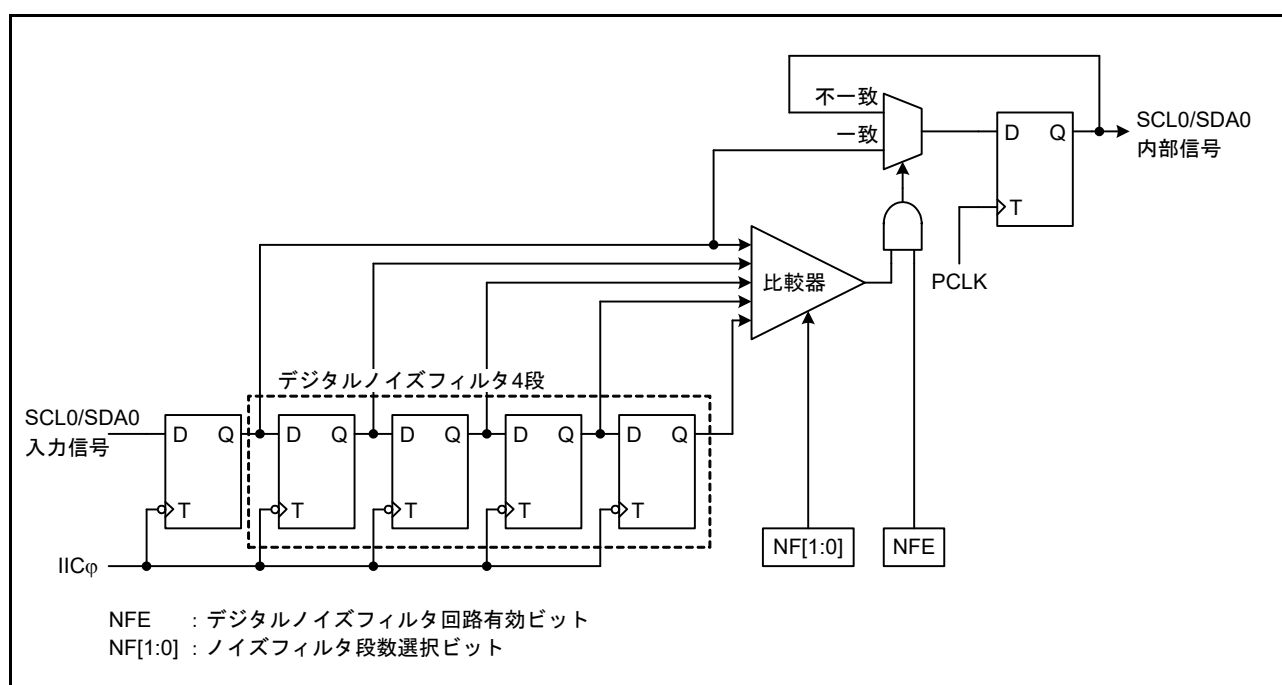 不一致
一致
D Q
T
SCL0/SDA0
内部信号
PCLK
比較器
デジタルノイズフィルタ4段
SCL0/SDA0
入力信号
D Q D Q D Q D Q D Q
T T T T T
IICφ
NF[1:0] NFE
NFE :デジタルノイズフィルタ回路有効ビット
NF[1:0] :ノイズフィルタ段数選択ビット